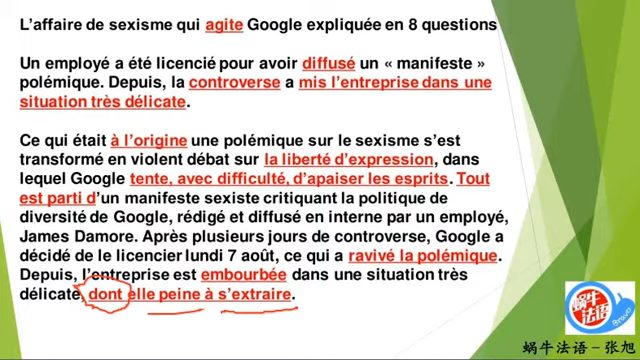 L'affaire de sexisme qui agite Google expliquée en 8 questions
Un employé a été licencié pour avoir diffusé un « manifeste »
polémique. Depuis, la controverse a mis l'entreprise dans une
situation très délicate.
Ce qui était à l'origine une polémique sur le sexisme s'est
transformé en violent débat sur la liberté d'expression, dans
lequel Google tente, avec difficulté, d'apaiser les esprits. Tout
est parti d'un manifeste sexiste critiquant la politique de
diversité de Google, rédigé et diffusé en interne par un employé,
James Damore. Après plusieurs jours de controverse, Google a
décidé de le licencier lundi 7 août, ce qui a ravivé la polémique.
Depuis, l'entreprise est embourbée dans une situation très
délicate, dont elle peine à s'extraire.
蜗牛
法语
蜗牛法语 – 张旭